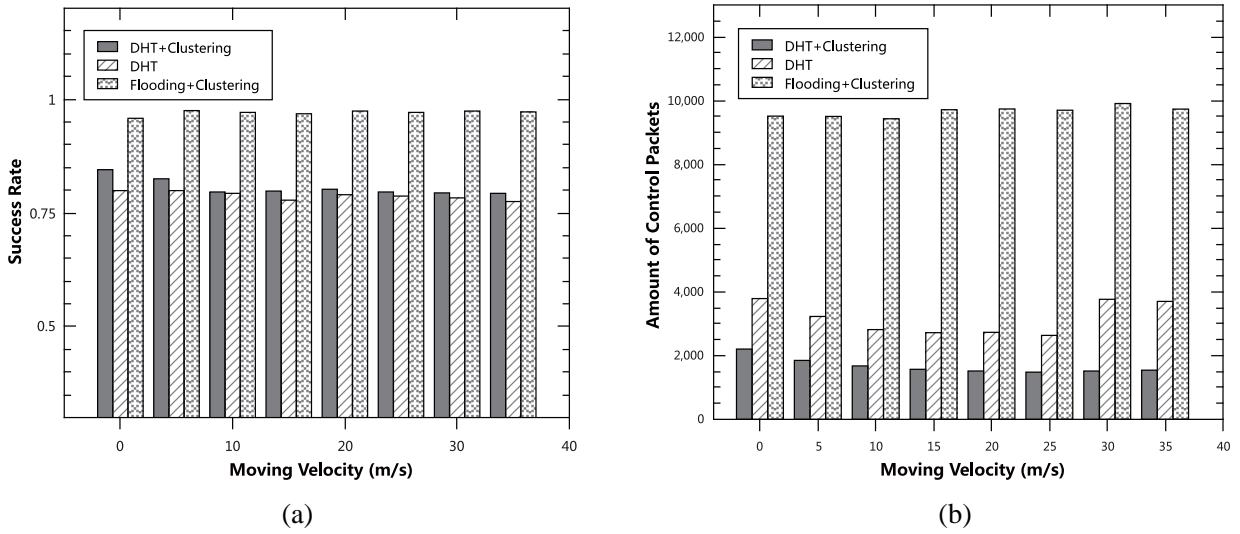 DHT+Clustering
DHT
Flooding+Clustering
1
0.75
0.5
Success Rate
0
10
20
30
40
Moving Velocity (m/s)
(a)
DHT+Clustering
DHT
Flooding+Clustering
12,000
10,000
8,000
6,000
4,000
2,000
0
Amount of Control Packets
0
5
10
15
20
25
30
35
40
Moving Velocity (m/s)
(b)